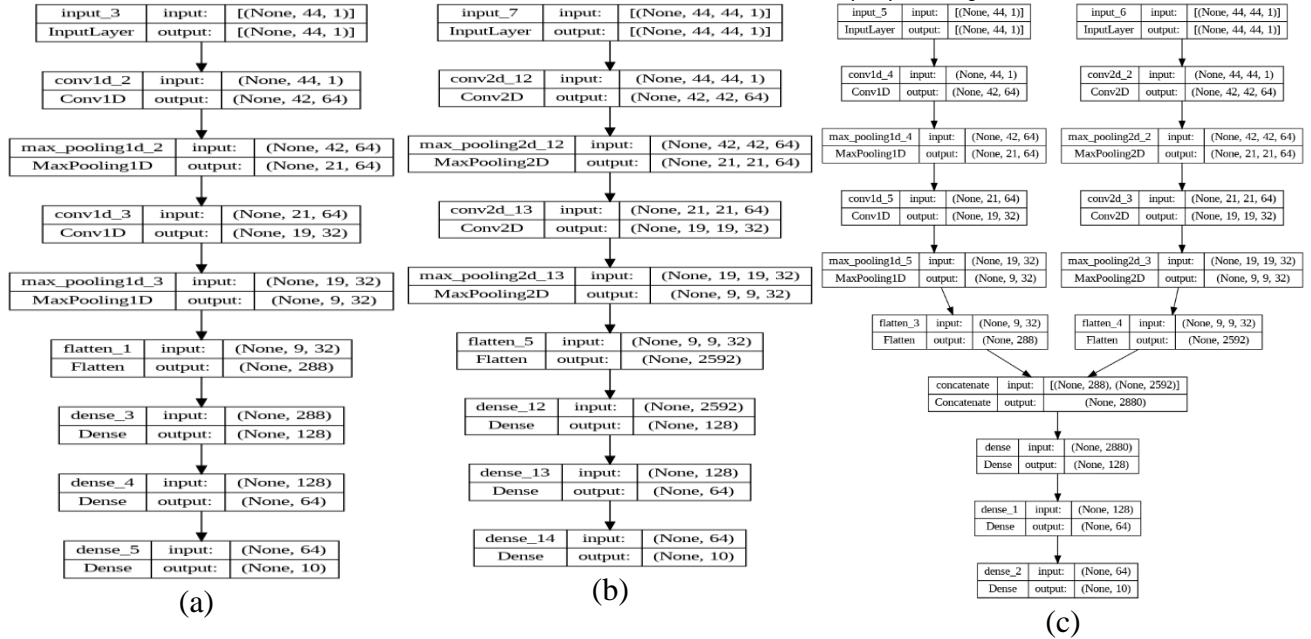 input_3 input: [(None, 44, 1)]
InputLayer output: [(None, 44, 1)]
conv1d_2 input: (None, 44, 1)
Conv1D output: (None, 42, 64)
max_pooling1d_2 input: (None, 42, 64)
MaxPooling1D output: (None, 21, 64)
conv1d_3 input: (None, 21, 64)
Conv1D output: (None, 19, 32)
max_pooling1d_3 input: (None, 19, 32)
MaxPooling1D output: (None, 9, 32)
flatten_1 input: (None, 9, 32)
Flatten output: (None, 288)
dense_3 input: (None, 288)
Dense output: (None, 128)
dense_4 input: (None, 128)
Dense output: (None, 64)
dense_5 input: (None, 64)
Dense output: (None, 10)
(a)
input_7 input: [(None, 44, 44, 1)]
InputLayer output: [(None, 44, 44, 1)]
conv2d_12 input: (None, 44, 44, 1)
Conv2D output: (None, 42, 42, 64)
max_pooling2d_12 input: (None, 42, 42, 64)
MaxPooling2D output: (None, 21, 21, 64)
conv2d_13 input: (None, 21, 21, 64)
Conv2D output: (None, 19, 19, 32)
max_pooling2d_13 input: (None, 19, 19, 32)
MaxPooling2D output: (None, 9, 9, 32)
flatten_5 input: (None, 9, 9, 32)
Flatten output: (None, 2592)
dense_12 input: (None, 2592)
Dense output: (None, 128)
dense_13 input: (None, 128)
Dense output: (None, 64)
dense_14 input: (None, 64)
Dense output: (None, 10)
(b)
input_5 input: [(None, 44, 1)]
InputLayer output: [(None, 44, 1)]
conv1d_4 input: (None, 44, 1)
Conv1D output: (None, 42, 64)
max_pooling1d_4 input: (None, 42, 64)
MaxPooling1D output: (None, 21, 64)
conv1d_5 input: (None, 21, 64)
Conv1D output: (None, 19, 32)
max_pooling1d_5 input: (None, 19, 32)
MaxPooling1D output: (None, 9, 32)
flatten_3 input: (None, 9, 32)
Flatten output: (None, 288)
input_6 input: [(None, 44, 44, 1)]
InputLayer output: [(None, 44, 44, 1)]
conv2d_2 input: (None, 44, 44, 1)
Conv2D output: (None, 42, 42, 64)
max_pooling2d_2 input: (None, 42, 42, 64)
MaxPooling2D output: (None, 21, 21, 64)
conv2d_3 input: (None, 21, 21, 64)
Conv2D output: (None, 19, 19, 32)
max_pooling2d_3 input: (None, 19, 19, 32)
MaxPooling2D output: (None, 9, 9, 32)
flatten_4 input: (None, 9, 9, 32)
Flatten output: (None, 2592)
concatenate input: [(None, 288), (None, 2592)]
Concatenate output: (None, 2880)
dense input: (None, 2880)
Dense output: (None, 128)
dense_1 input: (None, 128)
Dense output: (None, 64)
dense_2 input: (None, 64)
Dense output: (None, 10)
(c)